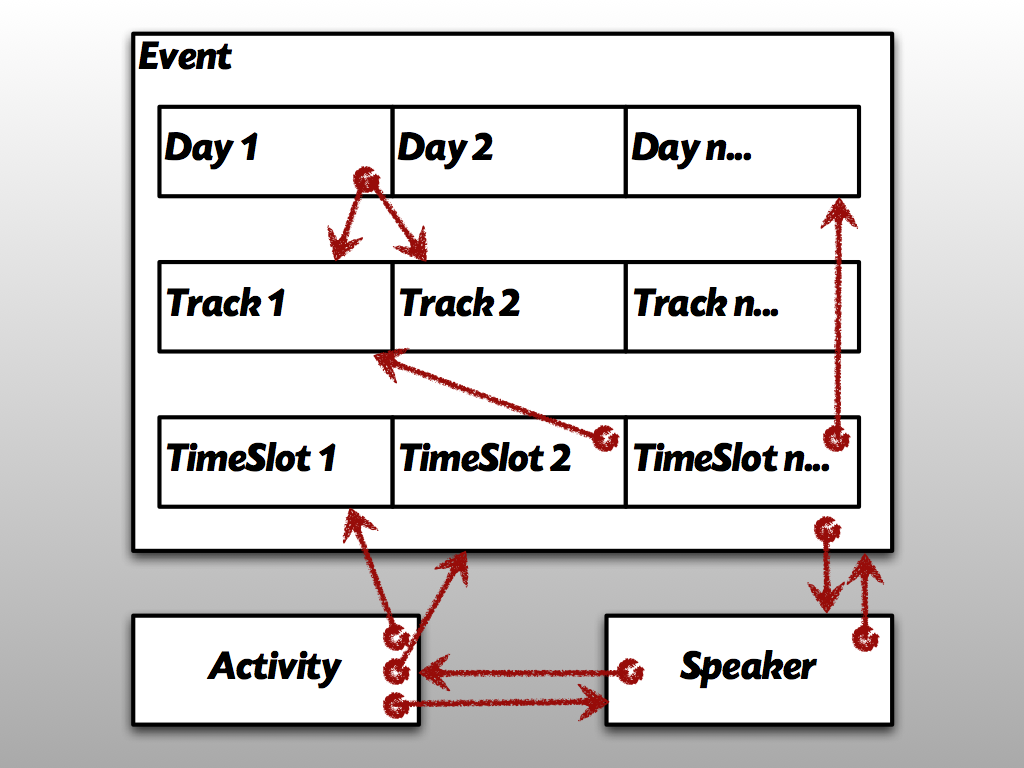 Event
Day 1 Day 2 Day n...
Track 1 Track 2 Track n...
TimeSlot 1 TimeSlot 2 TimeSlot n...
Activity Speaker